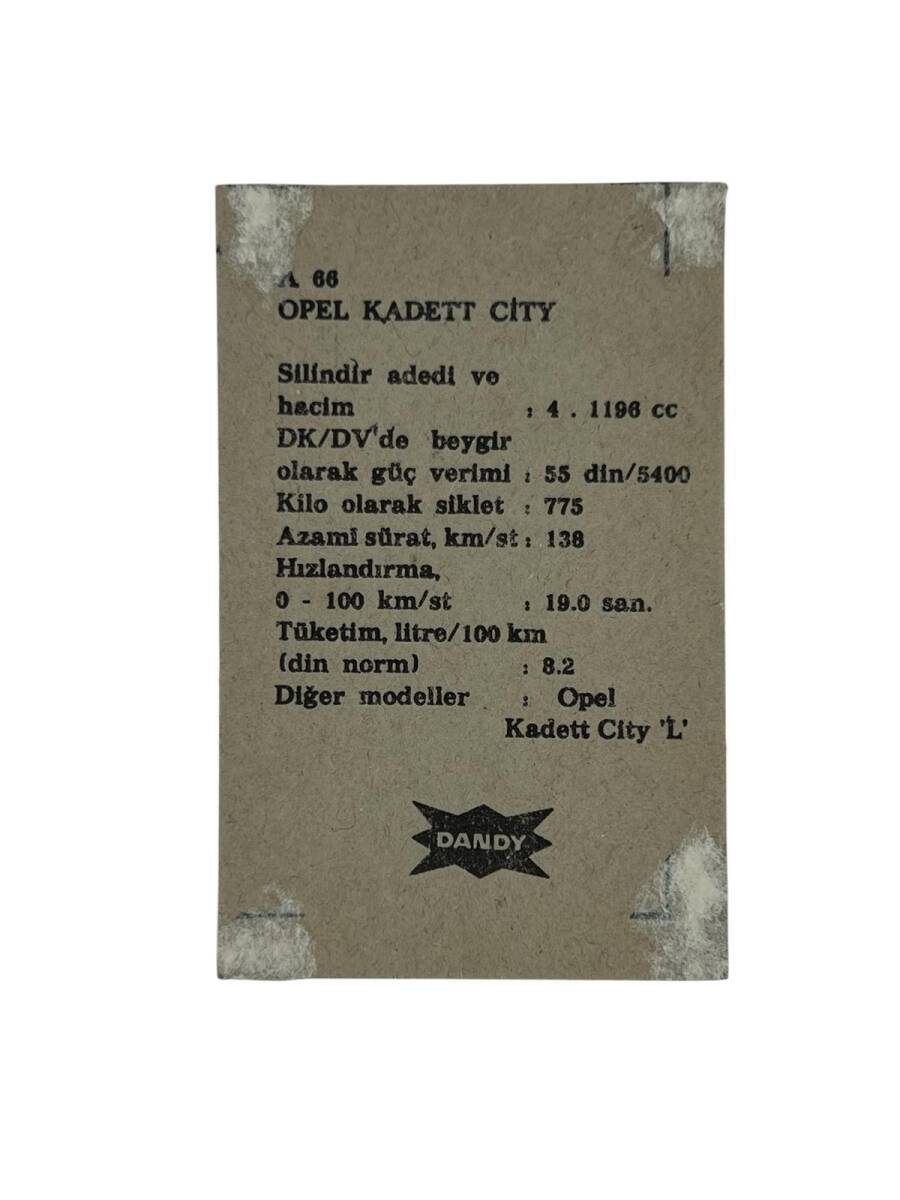 A 66
OPEL KADETT CİTY
Silindir adedi ve
hacim : 4 . 1196 cc
DK/DV'de beygir
olarak güç verimi : 55 din/5400
Kilo olarak siklet : 775
Azamî sürat, km/st : 138
Hızlandırma,
0 - 100 km/st : 19.0 san.
Tüketim, litre/100 km
(din norm) : 8.2
Diğer modeller : Opel
Kadett City 'L'
DANDY